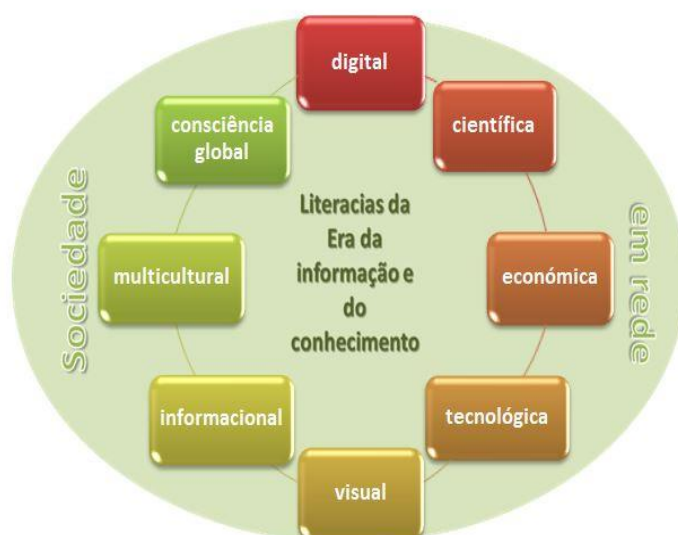 digital
científica
económica
tecnológica
visual
informacional
multicultural
consciência
global
Literacias da
Era da
informação e
do
conhecimento
Sociedade
em rede